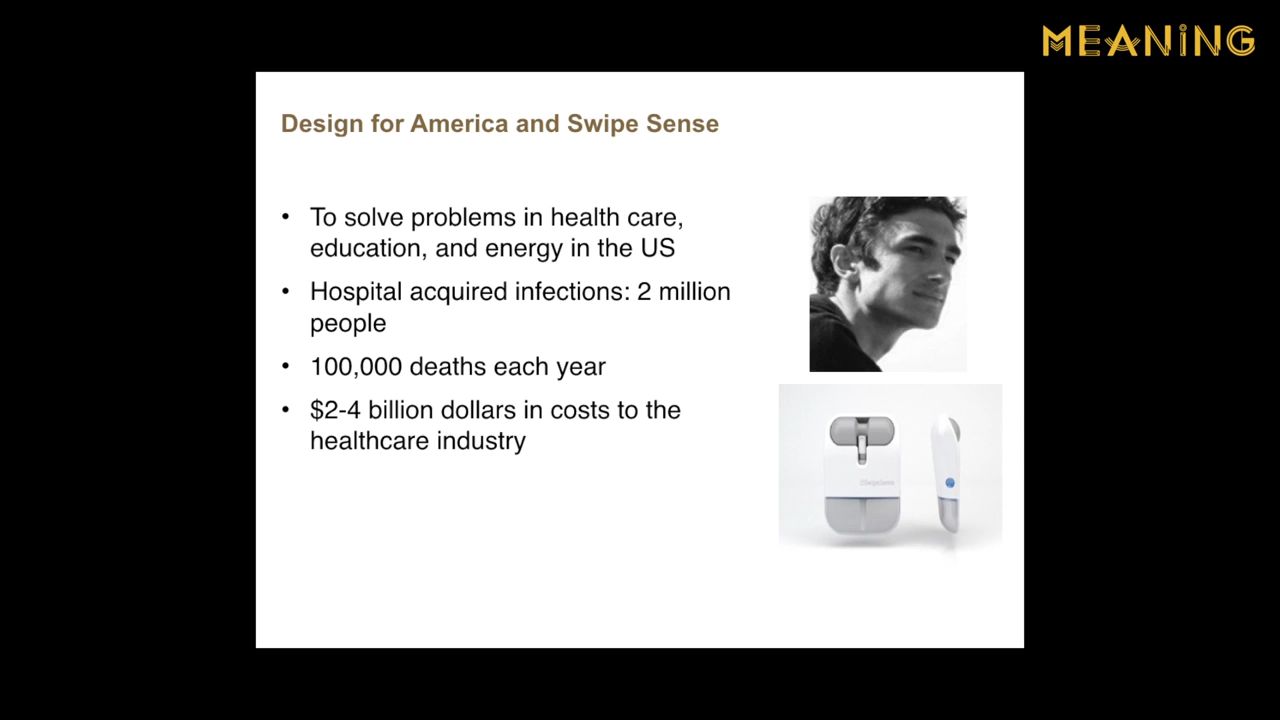 MEANING
Design for America and Swipe Sense
• To solve problems in health care,
education, and energy in the US
• Hospital acquired infections: 2 million
people
• 100,000 deaths each year
• $2-4 billion dollars in costs to the
healthcare industry